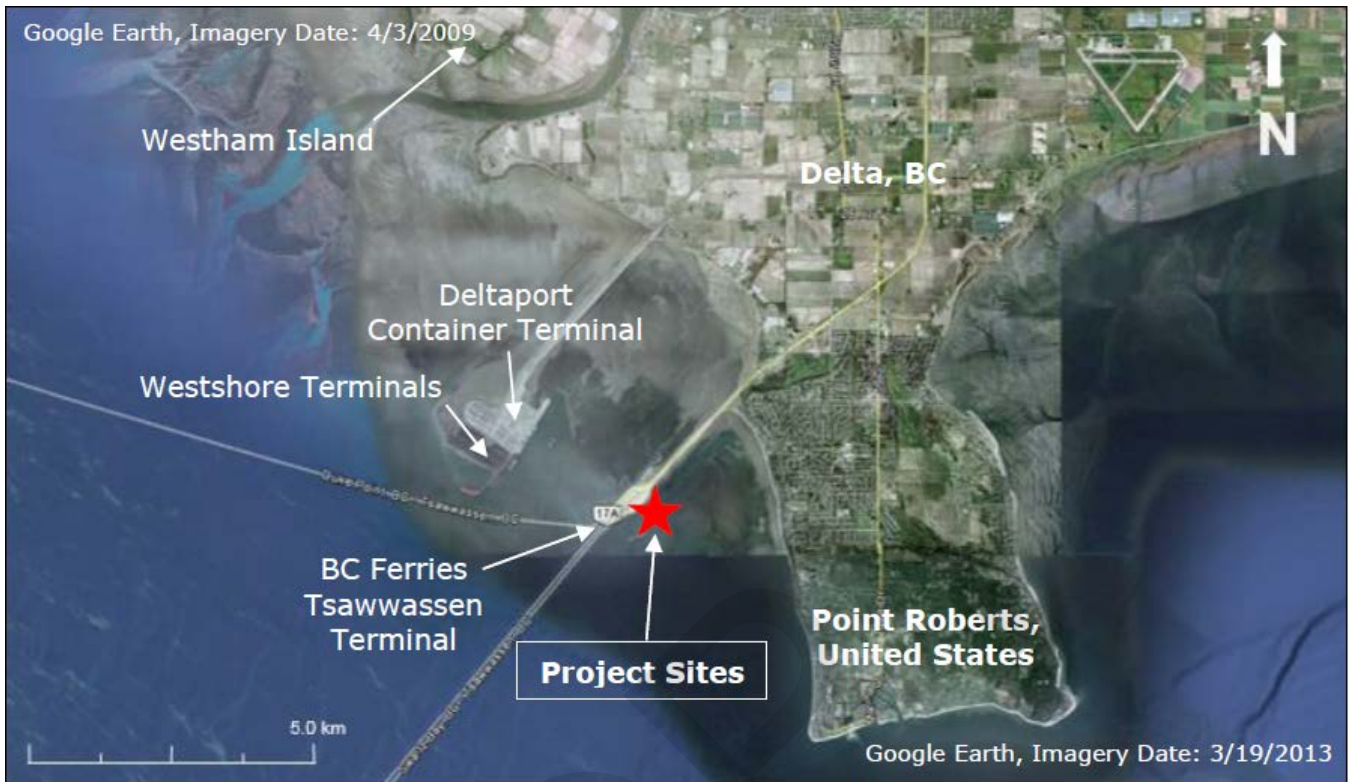 Google Earth, Imagery Date: 4/3/2009
Westham Island
N
Delta, BC
Deltaport
Container Terminal
Westshore Terminals
17A
BC Ferries
Tsawwassen
Terminal
Project Sites
Point Roberts,
United States
5.0 km
Google Earth, Imagery Date: 3/19/2013